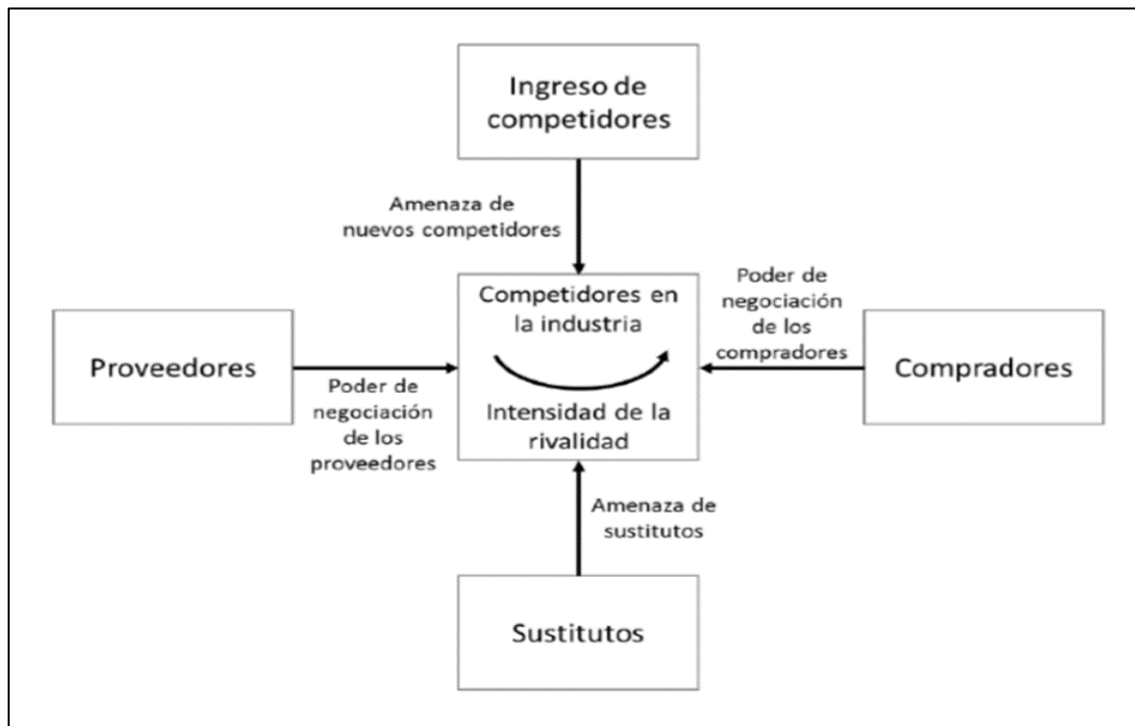 Ingreso de
competidores
Amenaza de
nuevos competidores
Competidores en
la industria
Intensidad de la
rivalidad
Poder de
negociación
de los
compradores
Proveedores
Poder de
negociación
de los
proveedores
Compradores
Amenaza de
sustitutos
Sustitutos